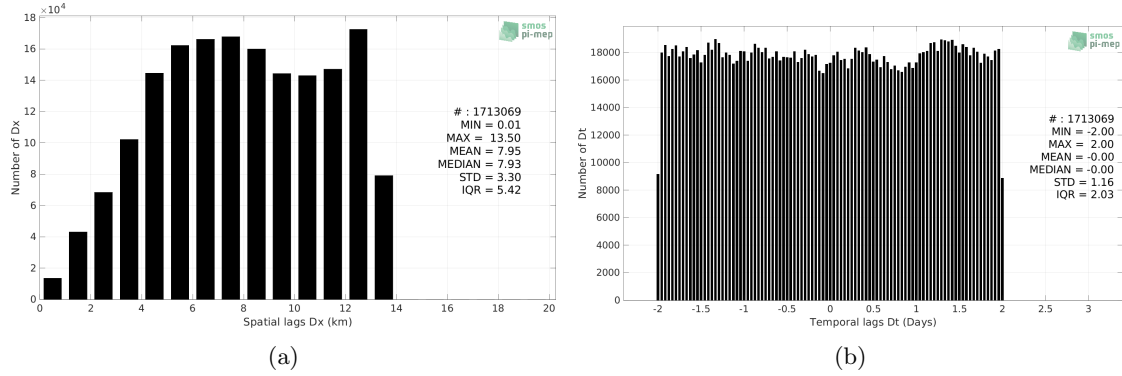 ×10⁴
18
16
14
12
10
8
6
4
2
0
Number of Dx
0 2 4 6 8 10 12 14 16 18 20
Spatial lags Dx (km)
smos
pi-mep
# : 1713069
MIN = 0.01
MAX = 13.50
MEAN = 7.95
MEDIAN = 7.93
STD = 3.30
IQR = 5.42
(a)
18000
16000
14000
12000
10000
8000
6000
4000
2000
0
Number of Dt
-2 -1.5 -1 -0.5 0 0.5 1 1.5 2 2.5 3
Temporal lags Dt (Days)
smos
pi-mep
# : 1713069
MIN = -2.00
MAX = 2.00
MEAN = -0.00
MEDIAN = -0.00
STD = 1.16
IQR = 2.03
(b)